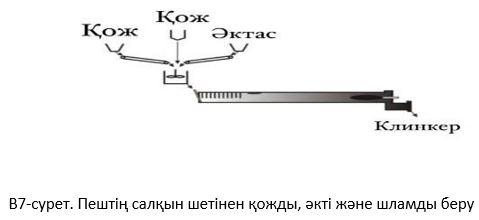 Қож
Қож
Әктас
Клинкер
В7-сурет. Пештің салқын шетінен қожды, әкті және шламды беру